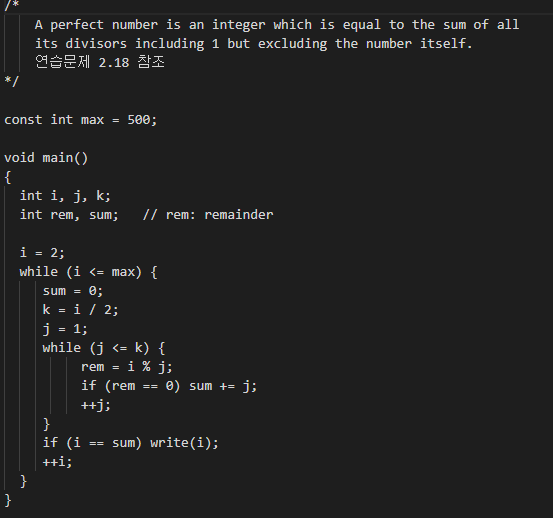 /*
A perfect number is an integer which is equal to the sum of all
its divisors including 1 but excluding the number itself.
연습문제 2.18 참조
*/
const int max = 500;
void main()
{
int i, j, k;
int rem, sum;   // rem: remainder
i = 2;
while (i <= max) {
sum = 0;
k = i / 2;
j = 1;
while (j <= k) {
rem = i % j;
if (rem == 0) sum += j;
++j;
}
if (i == sum) write(i);
++i;
}
}